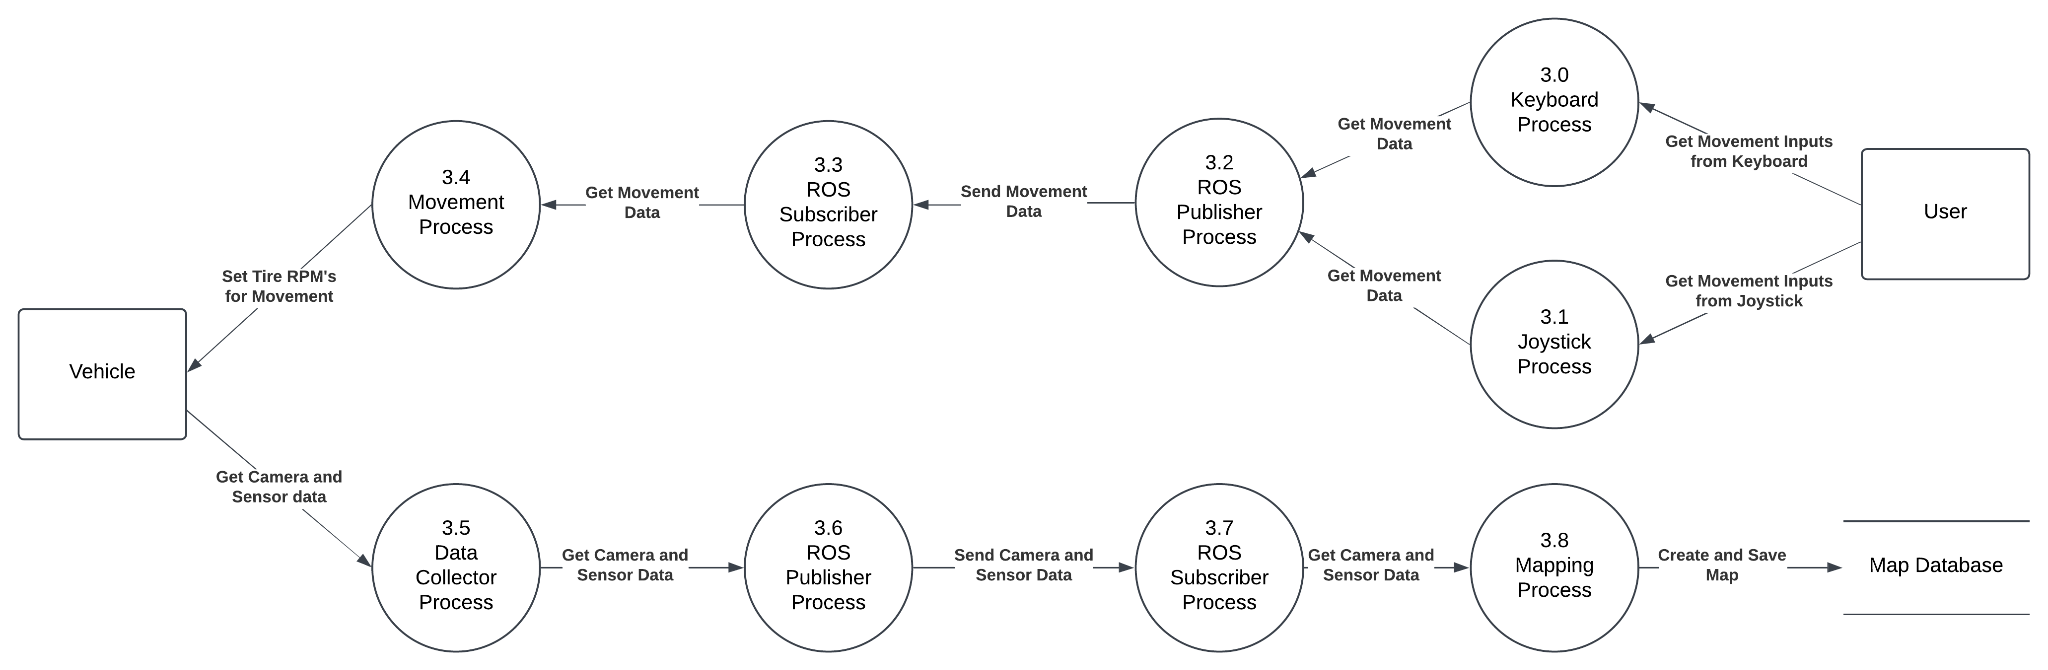 3.0
Keyboard
Process
Get Movement
Data
Get Movement Inputs
from Keyboard
3.4
Movement
Process
Get Movement
Data
3.3
ROS
Subscriber
Process
Send Movement
Data
3.2
ROS
Publisher
Process
User
Set Tire RPM's
for Movement
Get Movement
Data
Get Movement Inputs
from Joystick
3.1
Joystick
Process
Vehicle
Get Camera and
Sensor data
3.5
Data
Collector
Process
Get Camera and
Sensor Data
3.6
ROS
Publisher
Process
Send Camera and
Sensor Data
3.7
ROS
Subscriber
Process
Get Camera and
Sensor Data
3.8
Mapping
Process
Create and Save
Map
Map Database